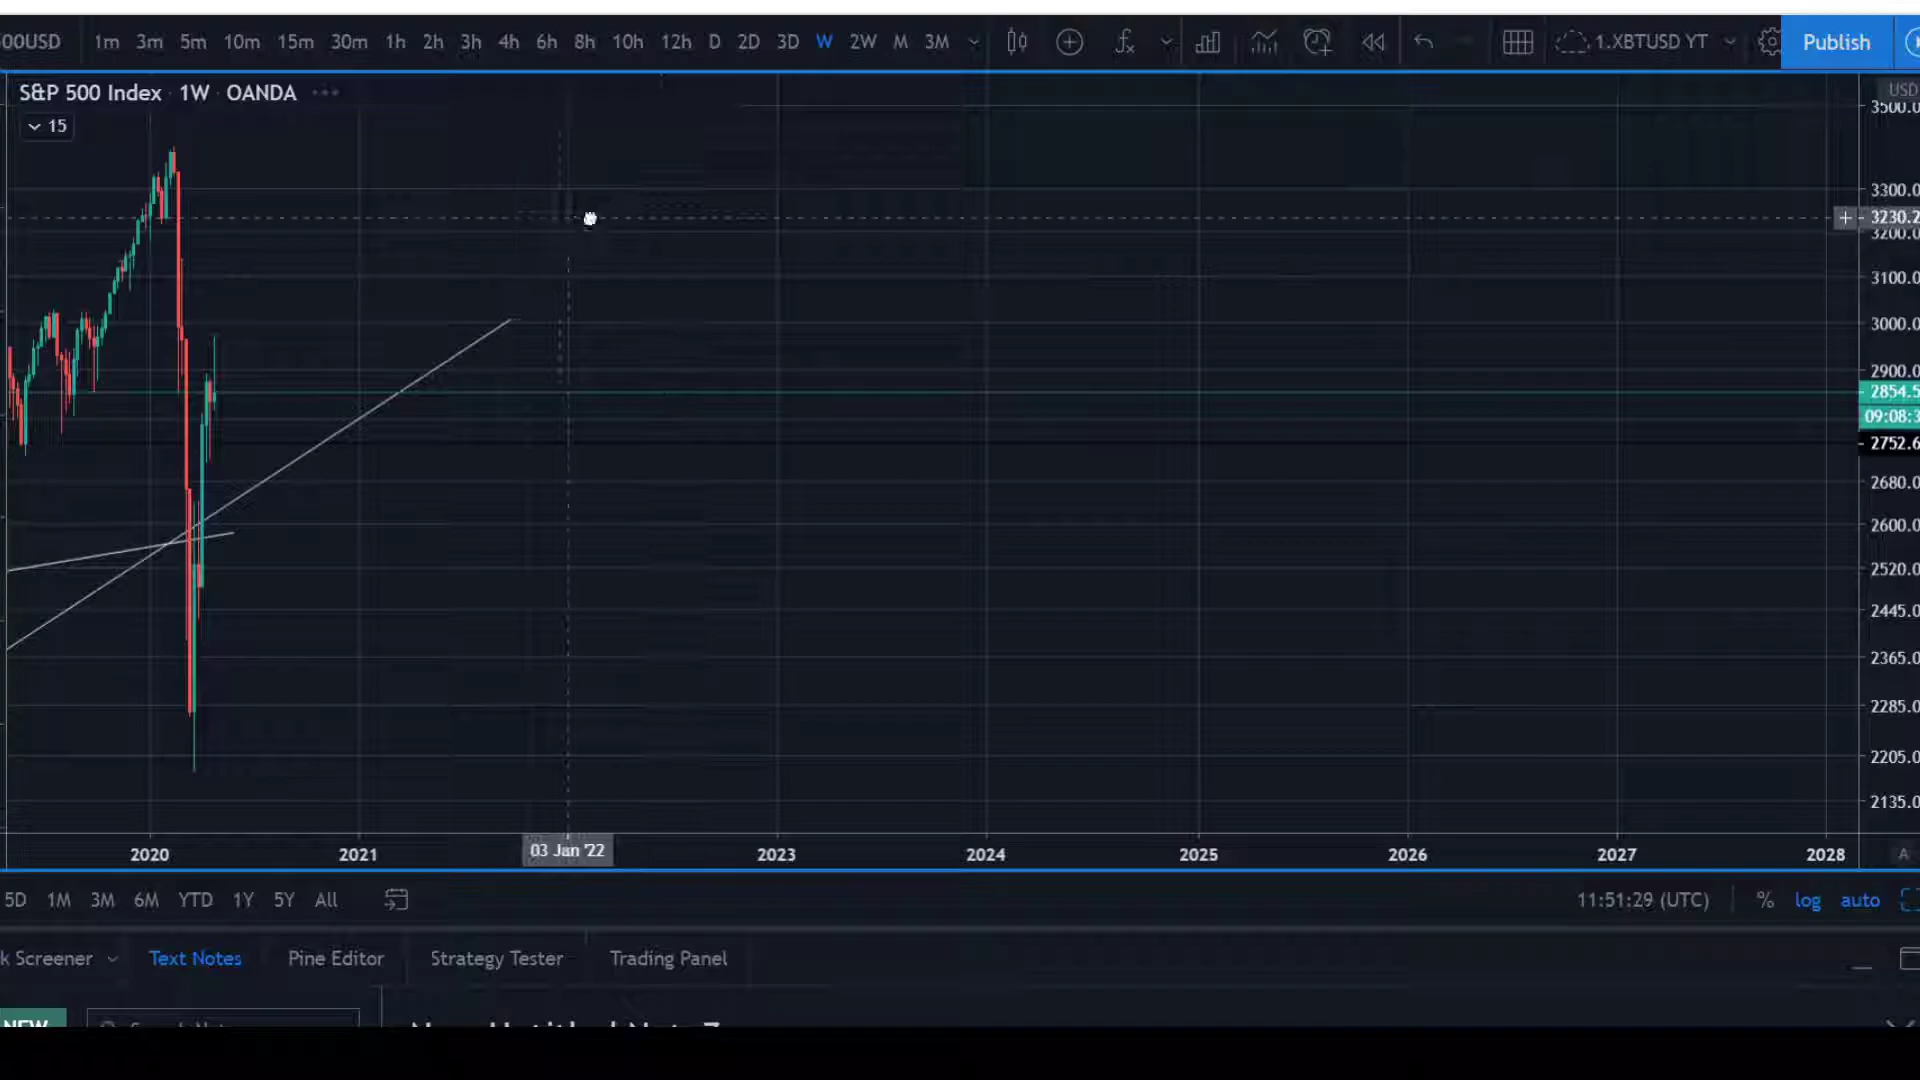 00USD 1m 3m 5m 10m 15m 30m 1h 2h 3h 4h 6h 8h 10h 12h D 2D 3D W 2W M 3M 1.XBTUSD YT Publish
S&P 500 Index · 1W · OANDA
USD
3500.0
15
3300.0
3230.2
3200.0
3100.0
3000.0
2900.0
2854.5
09:08:3
2752.6
2680.0
2600.0
2520.0
2445.0
2365.0
2285.0
2205.0
2135.0
2020 2021 03 Jan '22 2023 2024 2025 2026 2027 2028 A
5D 1M 3M 6M YTD 1Y 5Y All 11:51:29 (UTC) % log auto
k Screener Text Notes Pine Editor Strategy Tester Trading Panel
NEW